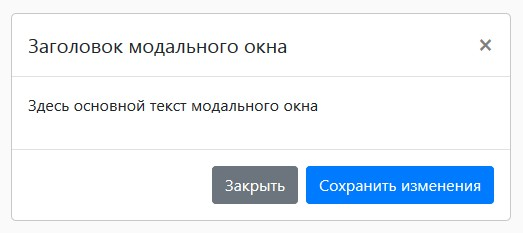 Заголовок модального окна
×
Здесь основной текст модального окна
Закрыть Сохранить изменения